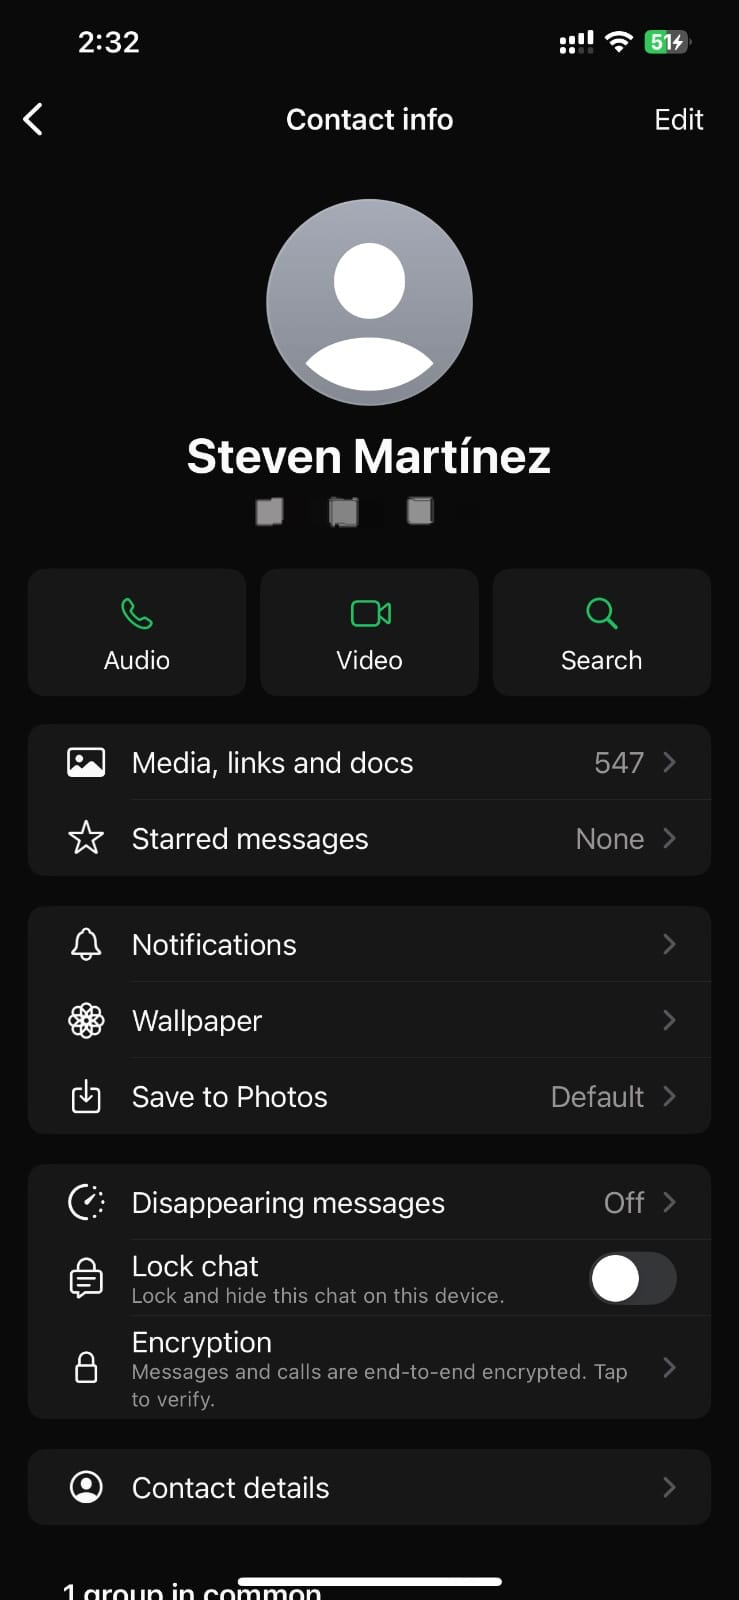 2:32
51
Contact info
Edit
Steven Martínez
Audio
Video
Search
Media, links and docs
547
Starred messages
None
Notifications
Wallpaper
Save to Photos
Default
Disappearing messages
Off
Lock chat
Lock and hide this chat on this device.
Encryption
Messages and calls are end-to-end encrypted. Tap
to verify.
Contact details
1 group in common